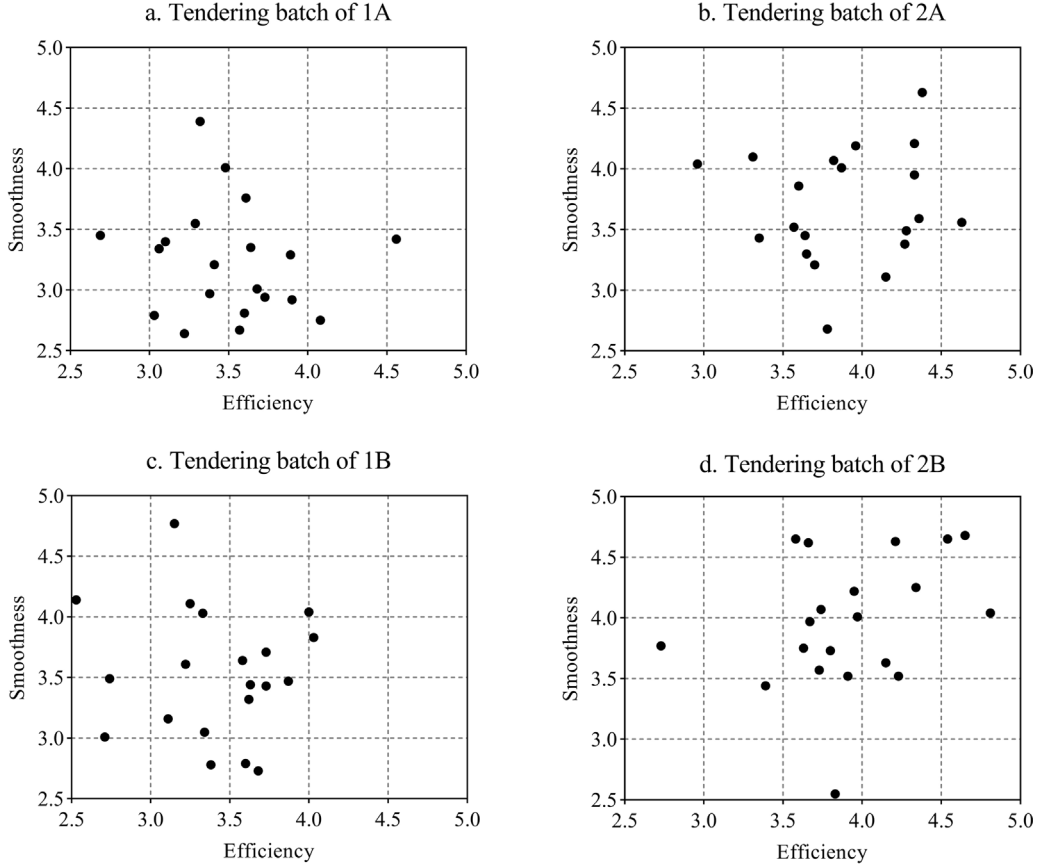 a. Tendering batch of 1A
b. Tendering batch of 2A
5.0
4.5
4.0
3.5
3.0
2.5
Smoothness
2.5 3.0 3.5 4.0 4.5 5.0
Efficiency
5.0
4.5
4.0
3.5
3.0
2.5
Smoothness
2.5 3.0 3.5 4.0 4.5 5.0
Efficiency
c. Tendering batch of 1B
d. Tendering batch of 2B
5.0
4.5
4.0
3.5
3.0
2.5
Smoothness
2.5 3.0 3.5 4.0 4.5 5.0
Efficiency
5.0
4.5
4.0
3.5
3.0
2.5
Smoothness
2.5 3.0 3.5 4.0 4.5 5.0
Efficiency